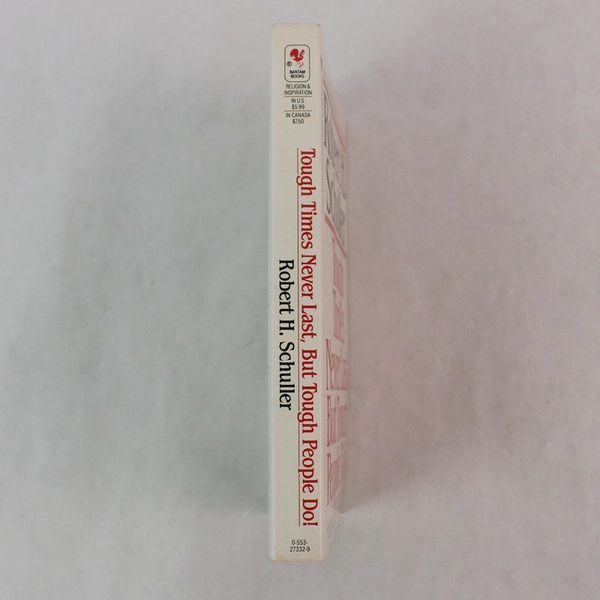 ®
BANTAM
BOOKS
RELIGION &
INSPIRATION
IN U.S.
$5.99
IN CANADA
$7.50
Tough Times Never Last, But Tough People Do!
Robert H. Schuller
0-553-
27332-9